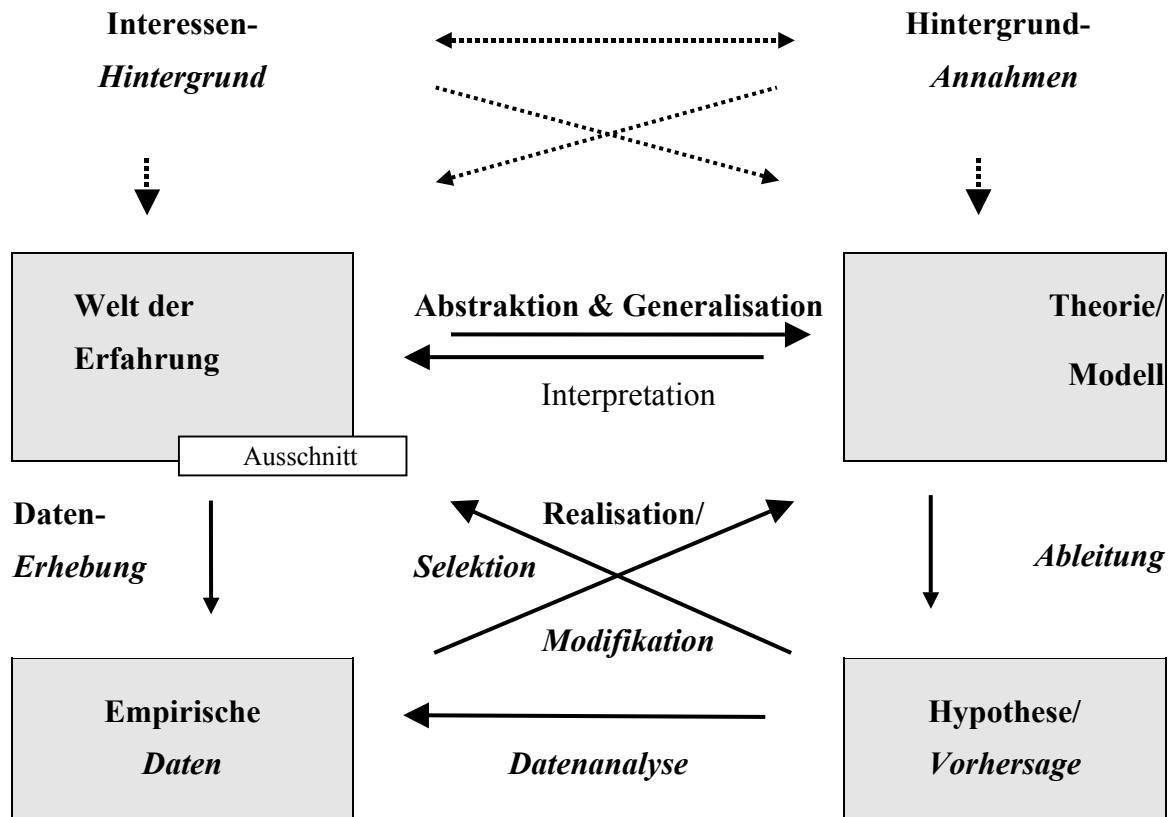 Interessen-
Hintergrund
Hintergrund-
Annahmen
Welt der
Erfahrung
Abstraktion & Generalisation
Interpretation
Theorie/
Modell
Ausschnitt
Daten-
Erhebung
Realisation/
Selektion
Modifikation
Ableitung
Empirische
Daten
Datenanalyse
Hypothese/
Vorhersage